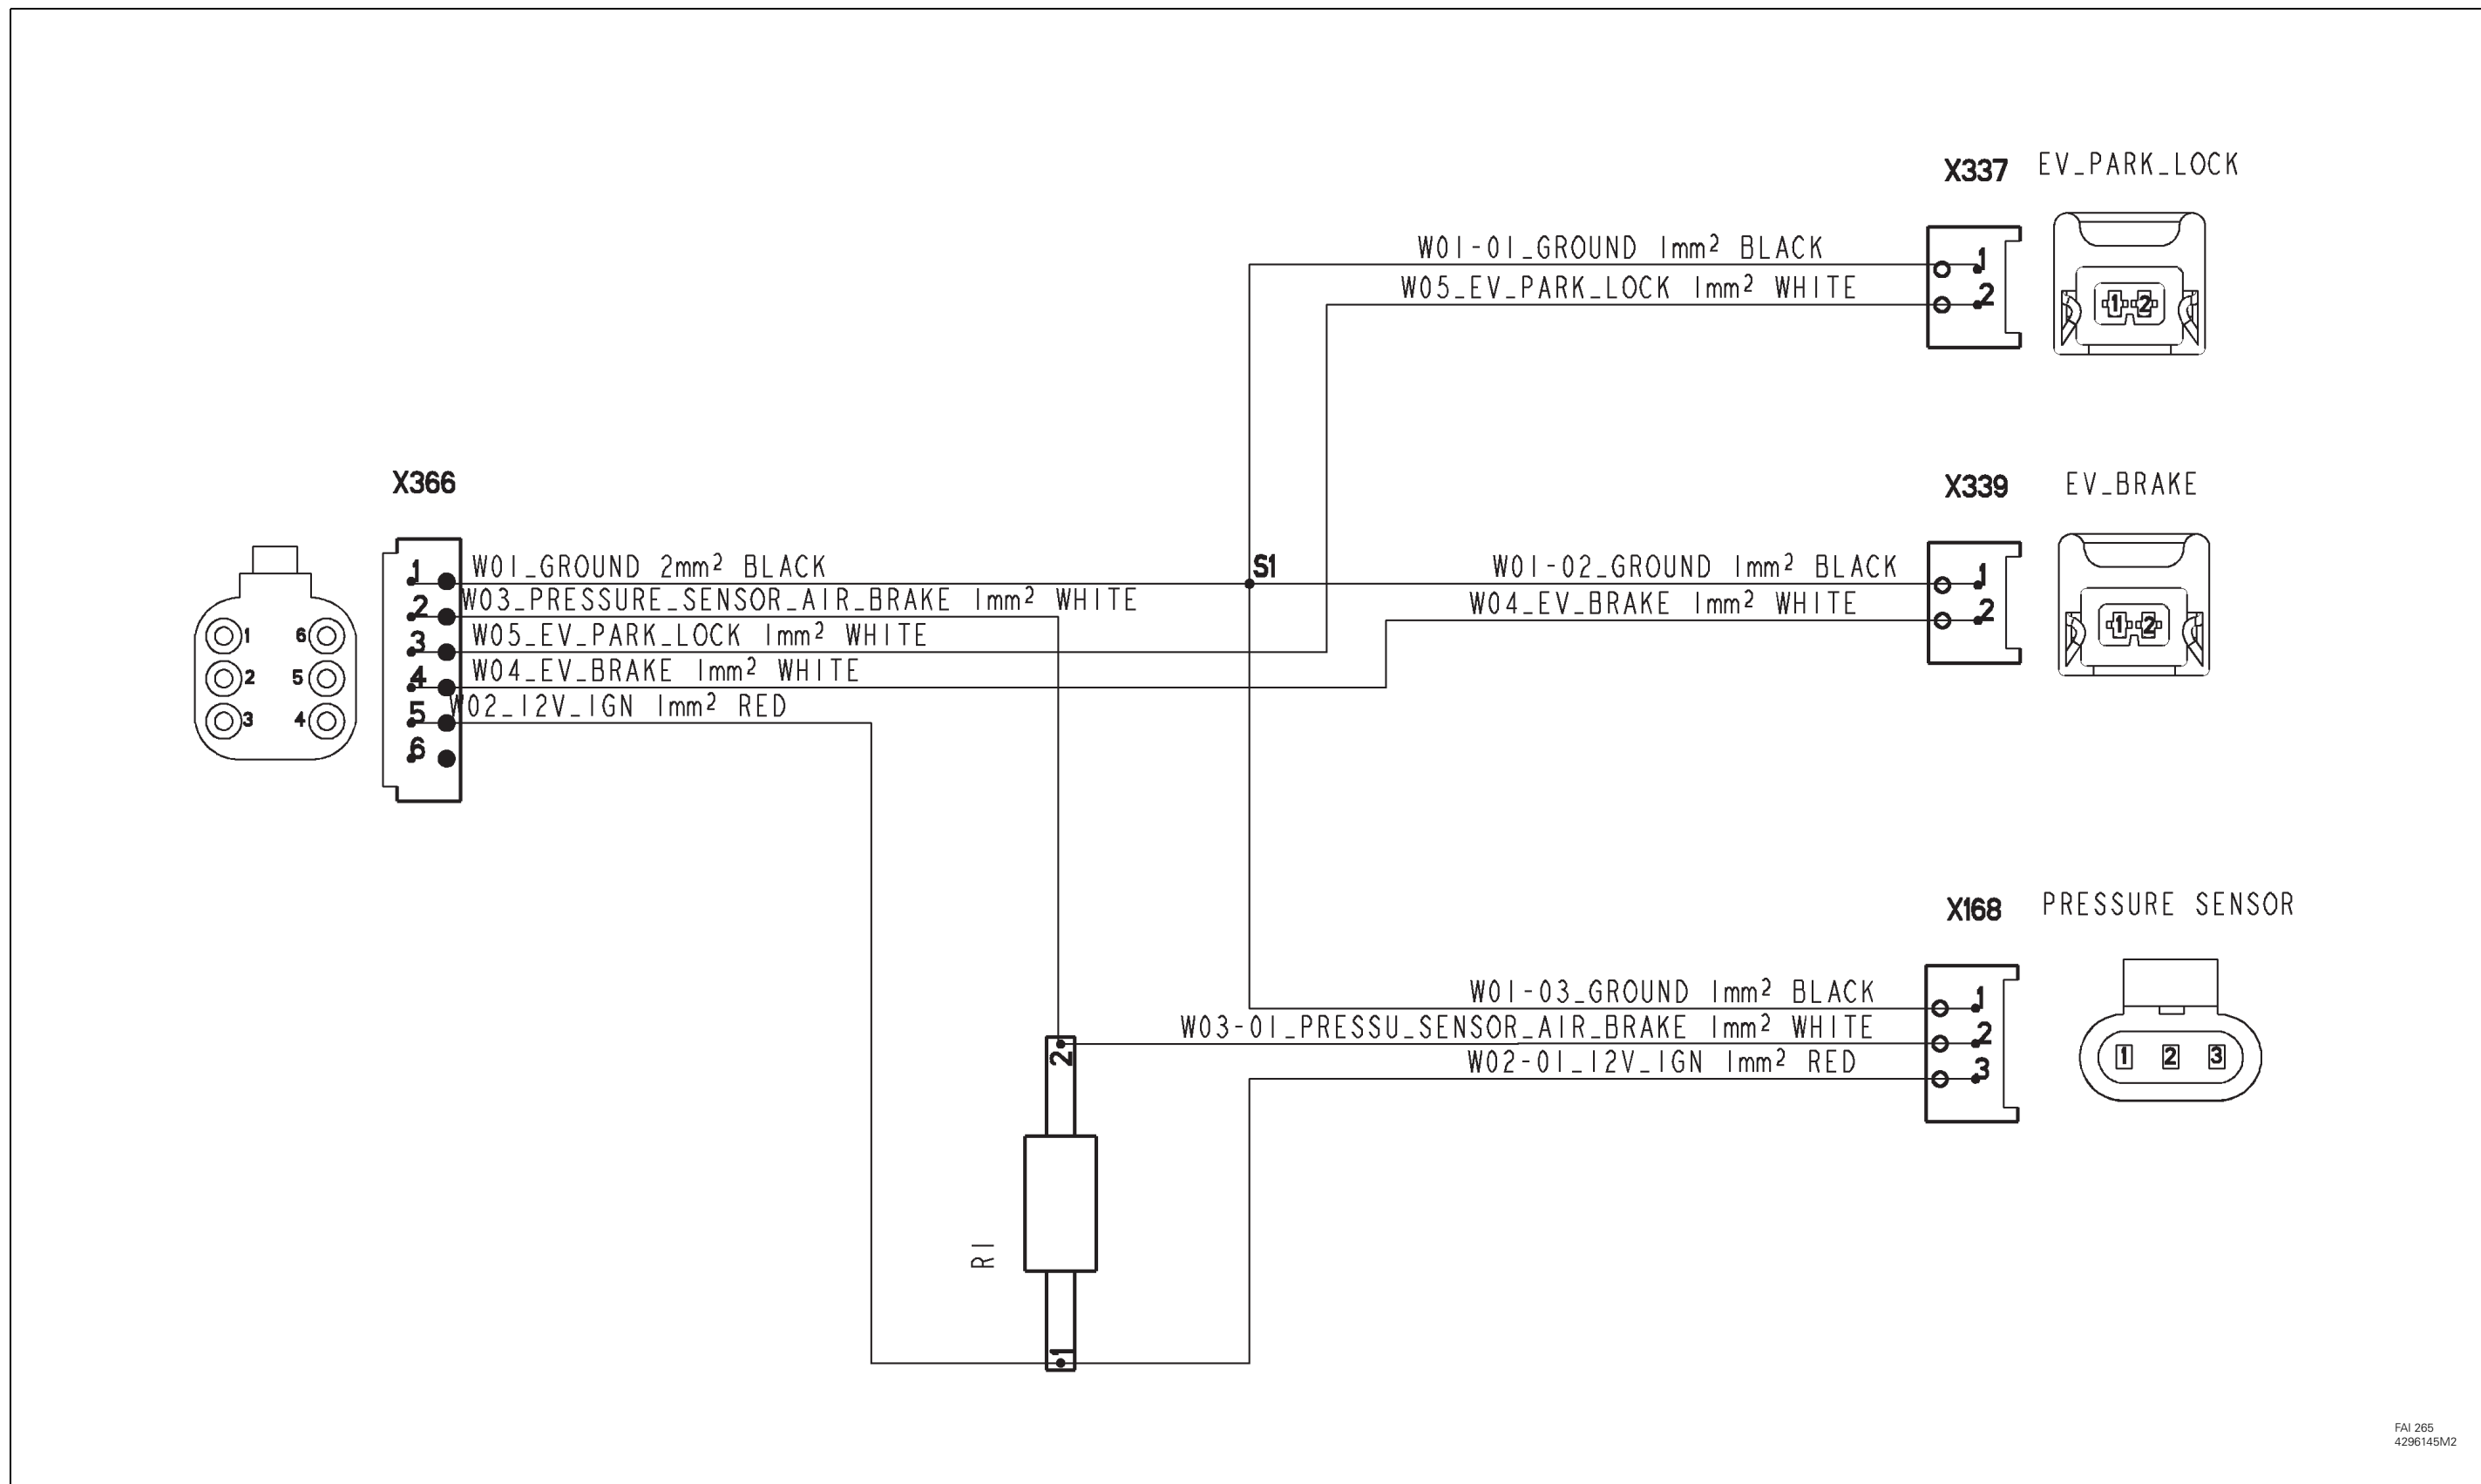 X337 EV_PARK_LOCK
W01-01_GROUND 1mm² BLACK
1
W05_EV_PARK_LOCK 1mm² WHITE
2
1 2
X366
X339 EV_BRAKE
1
W01_GROUND 2mm² BLACK
S1
W01-02_GROUND 1mm² BLACK
1
2
W03_PRESSURE_SENSOR_AIR_BRAKE 1mm² WHITE
W04_EV_BRAKE 1mm² WHITE
2
1 2
3
W05_EV_PARK_LOCK 1mm² WHITE
4
W04_EV_BRAKE 1mm² WHITE
5
W02_12V_IGN 1mm² RED
6
1 6
2 5
3 4
X168 PRESSURE SENSOR
W01-03_GROUND 1mm² BLACK
1
W03-01_PRESSU_SENSOR_AIR_BRAKE 1mm² WHITE
2
W02-01_12V_IGN 1mm² RED
3
1 2 3
2
R1
1
FAI 265
4296145M2